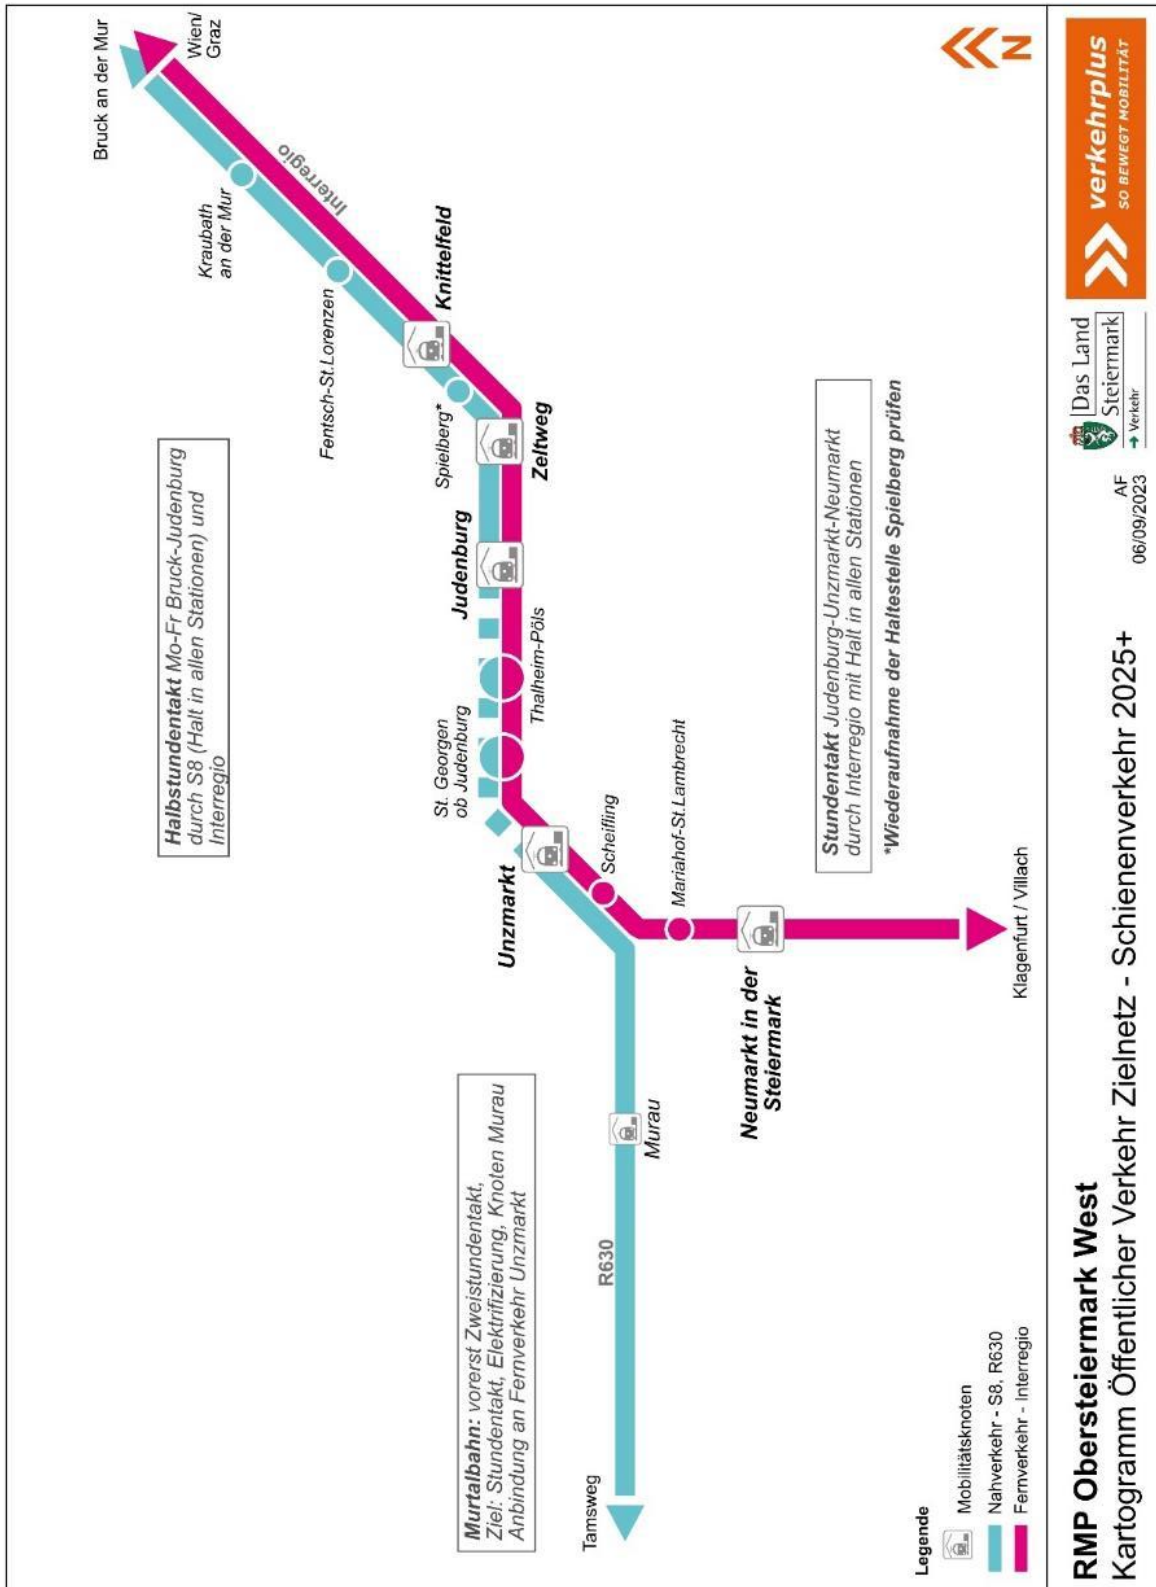 Bruck an der Mur
Wien/
Graz
Interregio
Kraubath
an der Mur
Fentsch-St.Lorenzen
Knittelfeld
Spielberg*
Zeltweg
Judenburg
Thalheim-Pöls
St. Georgen
ob Judenburg
Unzmarkt
Scheifling
Mariahof-St.Lambrecht
Neumarkt in der
Steiermark
Klagenfurt / Villach
Murau
R630
Tamsweg
N
Halbstundentakt Mo-Fr Bruck-Judenburg
durch S8 (Halt in allen Stationen) und
Interregio
Murtalbahn: vorerst Zweistundentakt,
Ziel: Stundentakt, Elektrifizierung, Knoten Murau
Anbindung an Fernverkehr Unzmarkt
Stundentakt Judenburg-Unzmarkt-Neumarkt
durch Interregio mit Halt in allen Stationen
*Wiederaufnahme der Haltestelle Spielberg prüfen
Legende
Mobilitätsknoten
Nahverkehr - S8, R630
Fernverkehr - Interregio
RMP Obersteiermark West
Kartogramm Öffentlicher Verkehr Zielnetz - Schienenverkehr 2025+
AF
06/09/2023
Das Land
Steiermark
→ Verkehr
verkehrplus
SO BEWEGT MOBILITÄT